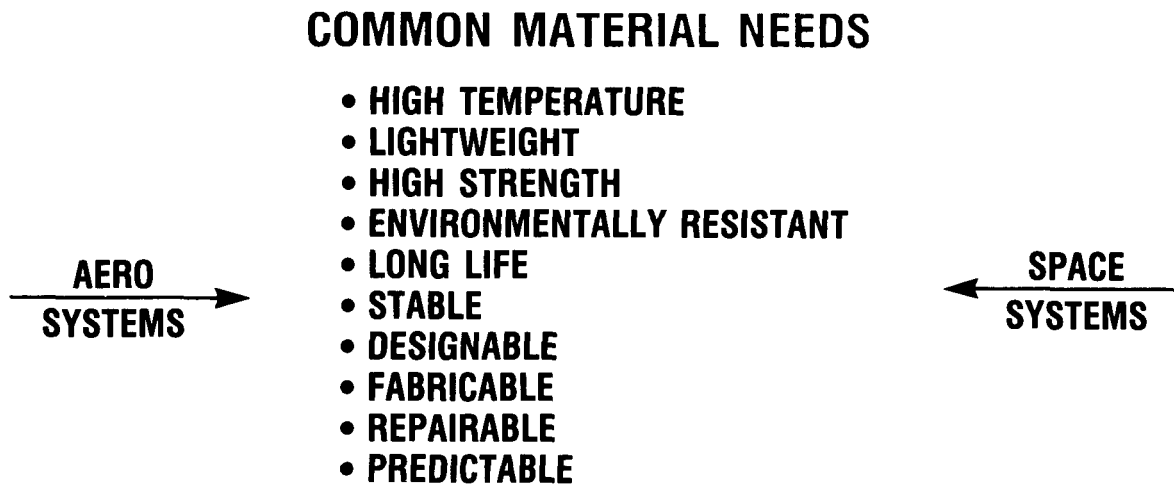 COMMON MATERIAL NEEDS
• HIGH TEMPERATURE
• LIGHTWEIGHT
• HIGH STRENGTH
• ENVIRONMENTALLY RESISTANT
• LONG LIFE
• STABLE
• DESIGNABLE
• FABRICABLE
• REPAIRABLE
• PREDICTABLE
AERO
SYSTEMS
SPACE
SYSTEMS